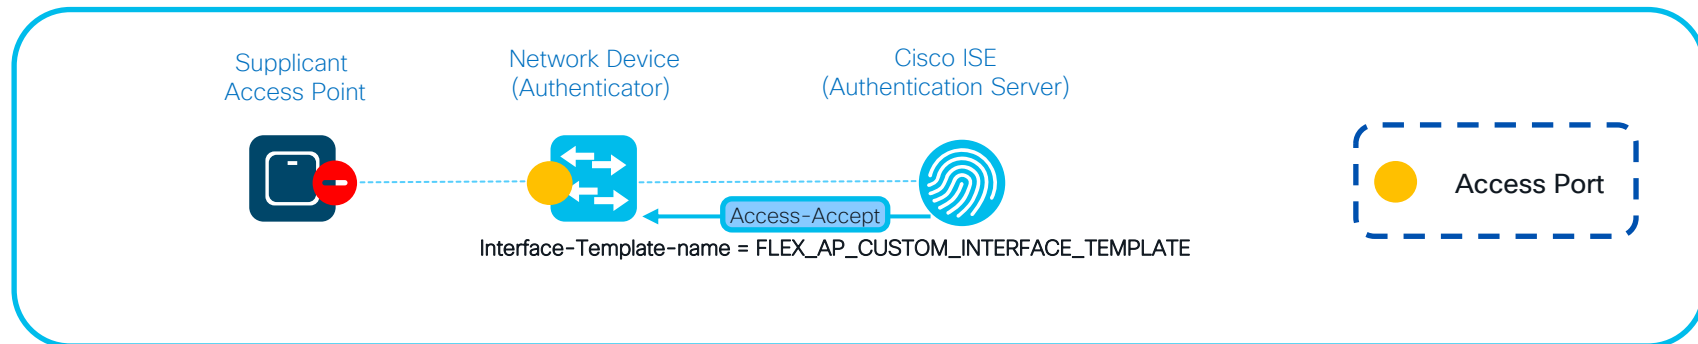 Supplicant
Access Point
Network Device
(Authenticator)
Cisco ISE
(Authentication Server)
Access-Accept
Interface-Template-name = FLEX_AP_CUSTOM_INTERFACE_TEMPLATE
Access Port